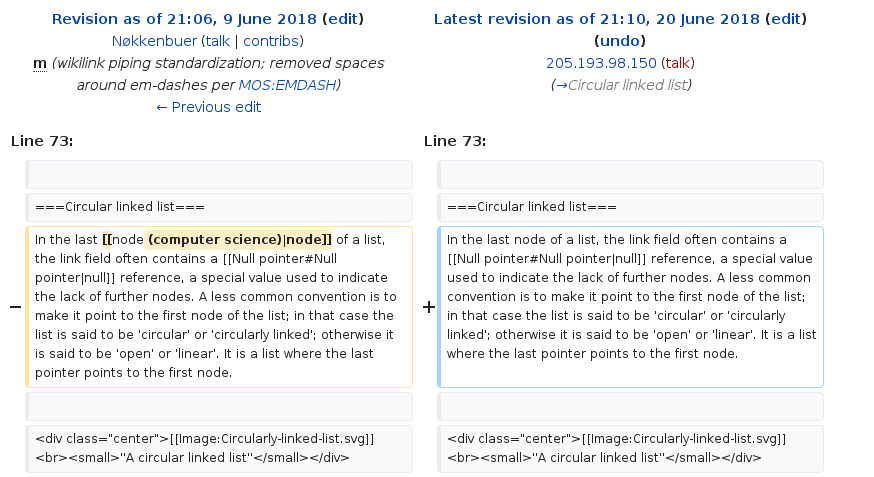 Revision as of 21:06, 9 June 2018 (edit)
Nøkkenbuer (talk | contribs)
m (wikilink piping standardization; removed spaces
around em-dashes per MOS:EMDASH)
← Previous edit
Latest revision as of 21:10, 20 June 2018 (edit)
(undo)
205.193.98.150 (talk)
(→Circular linked list)
Line 73:
Line 73:
===Circular linked list===
===Circular linked list===
−
In the last [[node (computer science)|node]] of a list,
the link field often contains a [[Null pointer#Null
pointer|null]] reference, a special value used to indicate
the lack of further nodes. A less common convention is to
make it point to the first node of the list; in that case the
list is said to be 'circular' or 'circularly linked'; otherwise it
is said to be 'open' or 'linear'. It is a list where the last
pointer points to the first node.
+
In the last node of a list, the link field often contains a
[[Null pointer#Null pointer|null]] reference, a special value
used to indicate the lack of further nodes. A less common
convention is to make it point to the first node of the list;
in that case the list is said to be 'circular' or 'circularly
linked'; otherwise it is said to be 'open' or 'linear'. It is a list
where the last pointer points to the first node.
<div class="center">[[Image:Circularly-linked-list.svg]]
<br><small>''A circular linked list''</small></div>
<div class="center">[[Image:Circularly-linked-list.svg]]
<br><small>''A circular linked list''</small></div>